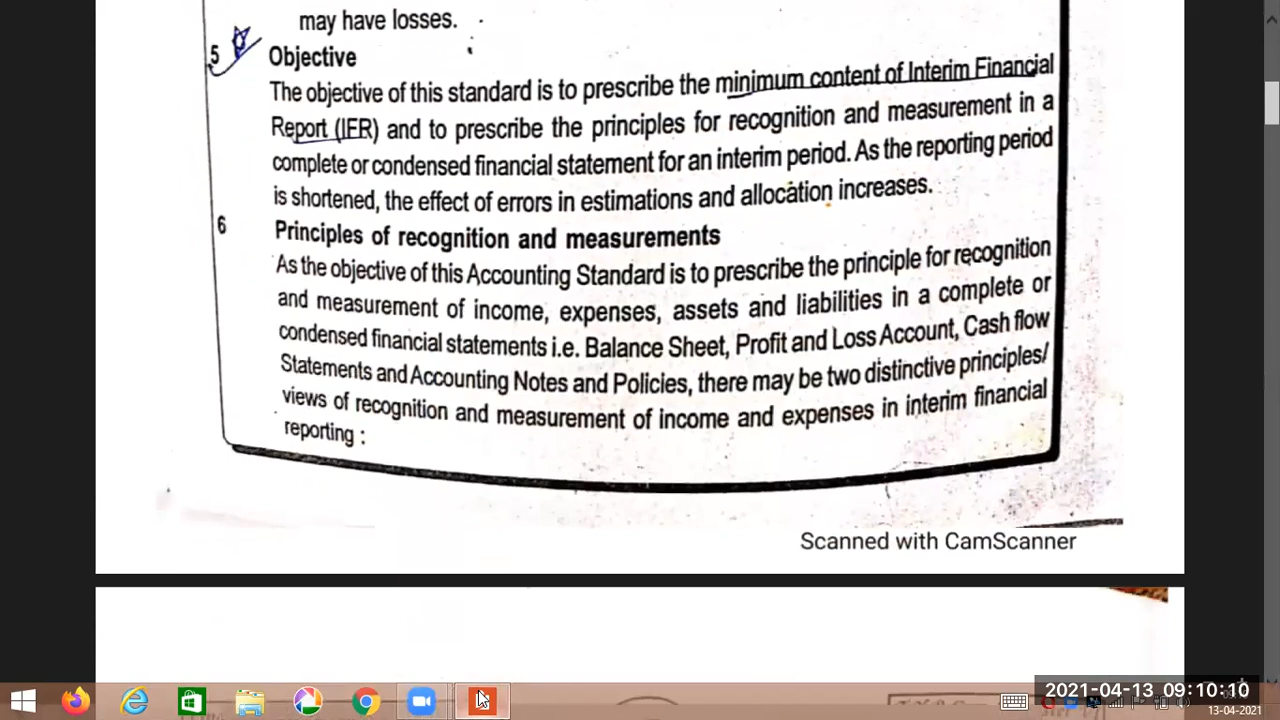 may have losses.
5 Objective
The objective of this standard is to prescribe the minimum content of Interim Financial
Report (IFR) and to prescribe the principles for recognition and measurement in a
complete or condensed financial statement for an interim period. As the reporting period
is shortened, the effect of errors in estimations and allocation increases.
6 Principles of recognition and measurements
As the objective of this Accounting Standard is to prescribe the principle for recognition
and measurement of income, expenses, assets and liabilities in a complete or
condensed financial statements i.e. Balance Sheet, Profit and Loss Account, Cash flow
Statements and Accounting Notes and Policies, there may be two distinctive principles/
views of recognition and measurement of income and expenses in interim financial
reporting :
Scanned with CamScanner
2021-04-13 09:10:10
13-04-2021